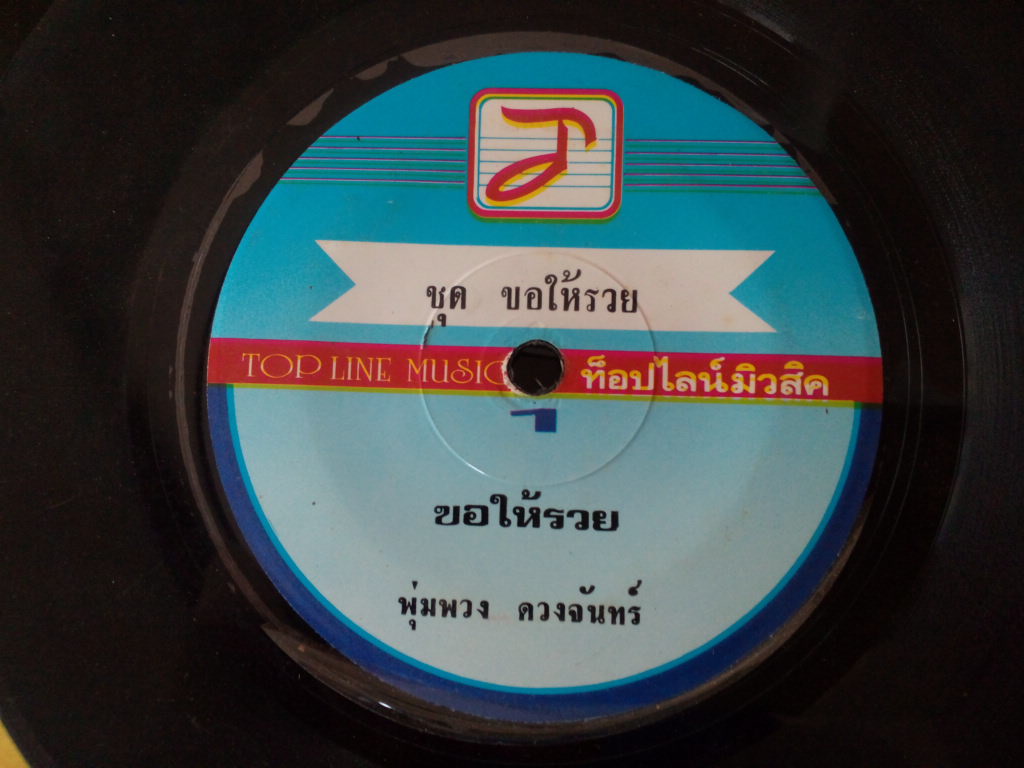 ชุด ขอให้รวย
TOP LINE MUSIC ท็อปไลน์มิวสิค
ขอให้รวย
พุ่มพวง ดวงจันทร์